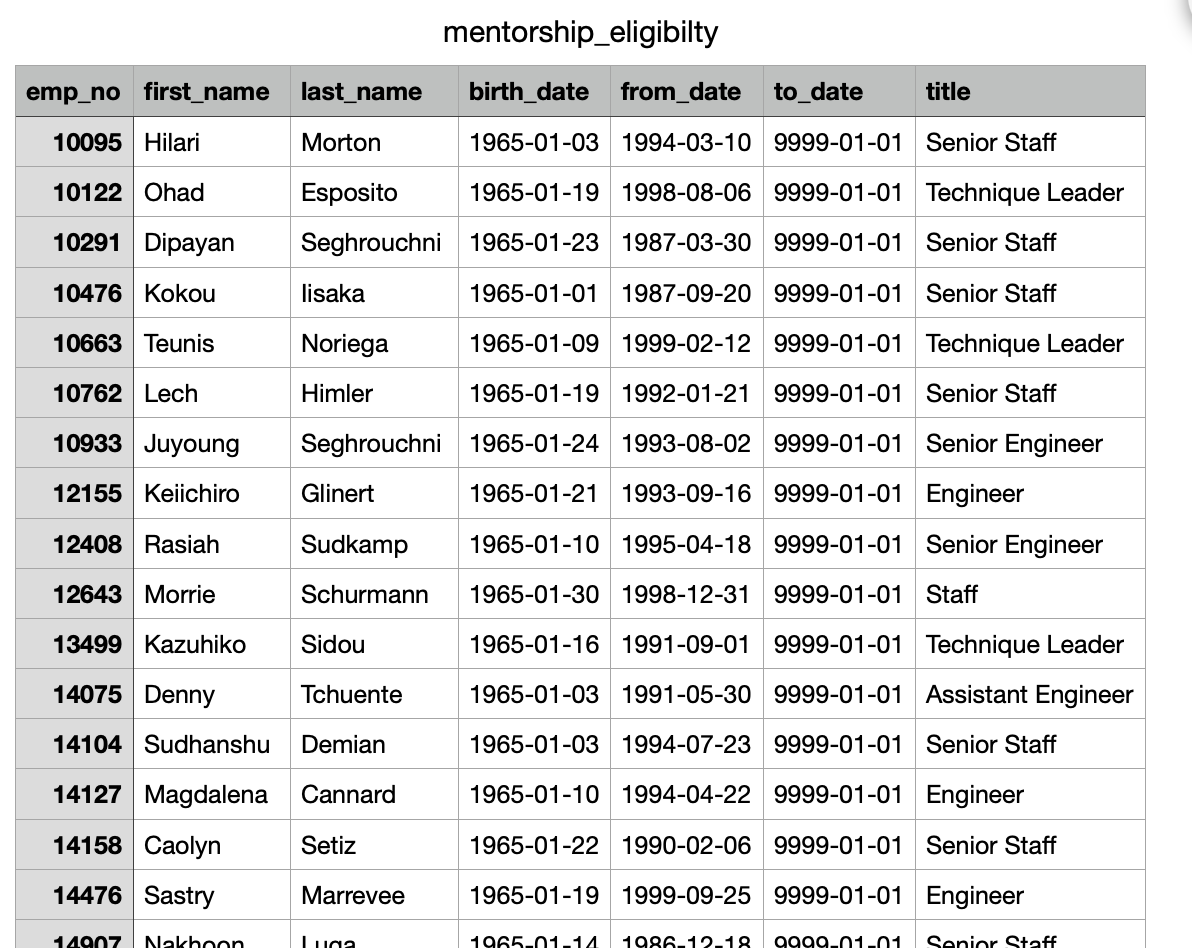 mentorship_eligibilty
emp_no first_name last_name birth_date from_date to_date title
10095 Hilari Morton 1965-01-03 1994-03-10 9999-01-01 Senior Staff
10122 Ohad Esposito 1965-01-19 1998-08-06 9999-01-01 Technique Leader
10291 Dipayan Seghrouchni 1965-01-23 1987-03-30 9999-01-01 Senior Staff
10476 Kokou Iisaka 1965-01-01 1987-09-20 9999-01-01 Senior Staff
10663 Teunis Noriega 1965-01-09 1999-02-12 9999-01-01 Technique Leader
10762 Lech Himler 1965-01-19 1992-01-21 9999-01-01 Senior Staff
10933 Juyoung Seghrouchni 1965-01-24 1993-08-02 9999-01-01 Senior Engineer
12155 Keiichiro Glinert 1965-01-21 1993-09-16 9999-01-01 Engineer
12408 Rasiah Sudkamp 1965-01-10 1995-04-18 9999-01-01 Senior Engineer
12643 Morrie Schurmann 1965-01-30 1998-12-31 9999-01-01 Staff
13499 Kazuhiko Sidou 1965-01-16 1991-09-01 9999-01-01 Technique Leader
14075 Denny Tchuente 1965-01-03 1991-05-30 9999-01-01 Assistant Engineer
14104 Sudhanshu Demian 1965-01-03 1994-07-23 9999-01-01 Senior Staff
14127 Magdalena Cannard 1965-01-10 1994-04-22 9999-01-01 Engineer
14158 Caolyn Setiz 1965-01-22 1990-02-06 9999-01-01 Senior Staff
14476 Sastry Marrevee 1965-01-19 1999-09-25 9999-01-01 Engineer
14907 Nakhoon Luga 1965-01-14 1986-12-18 9999-01-01 Senior Staff